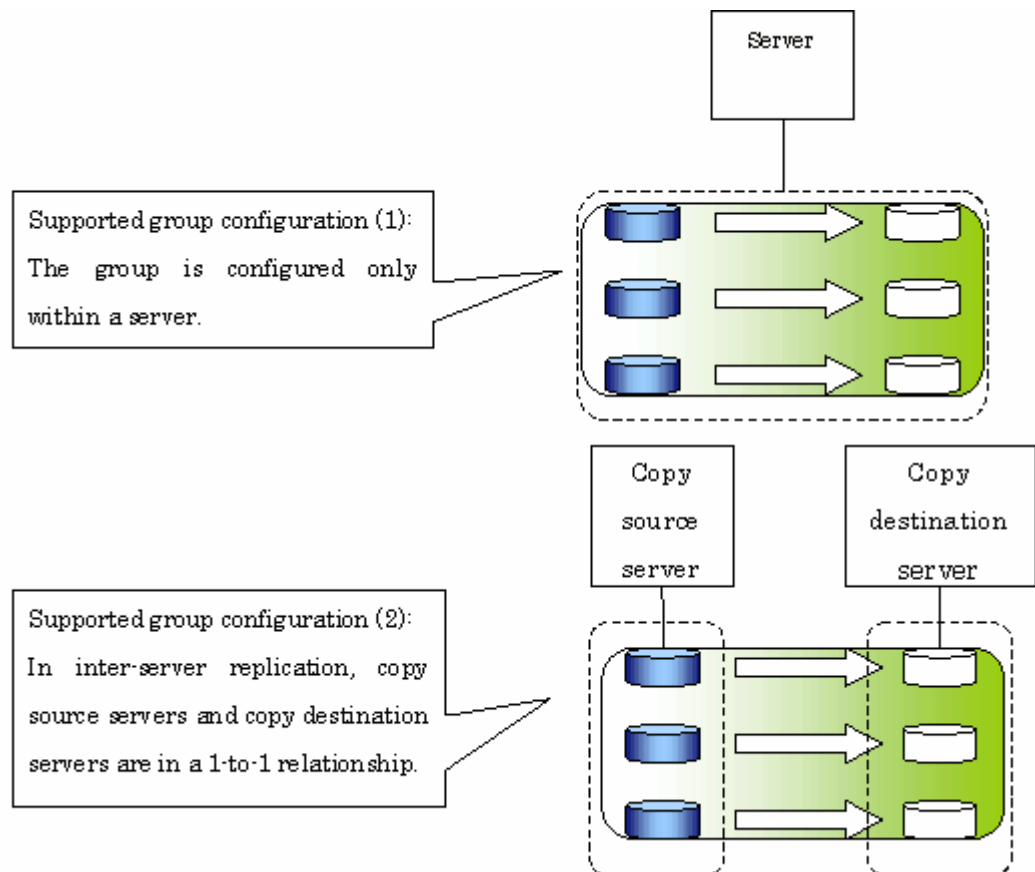 Server
Supported group configuration (1):
The group is configured only
within a server.
Copy
source
server
Copy
destination
server
Supported group configuration (2):
In inter-server replication, copy
source servers and copy destination
servers are in a 1-to-1 relationship.